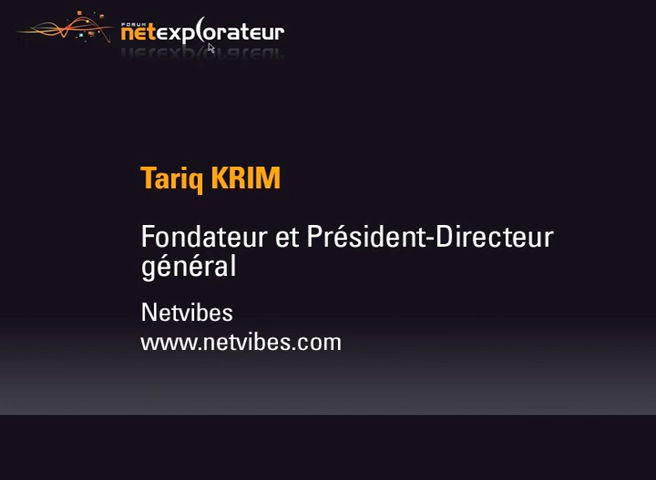 FORUM
netexplorateur
Tariq KRIM
Fondateur et Président-Directeur
général
Netvibes
www.netvibes.com